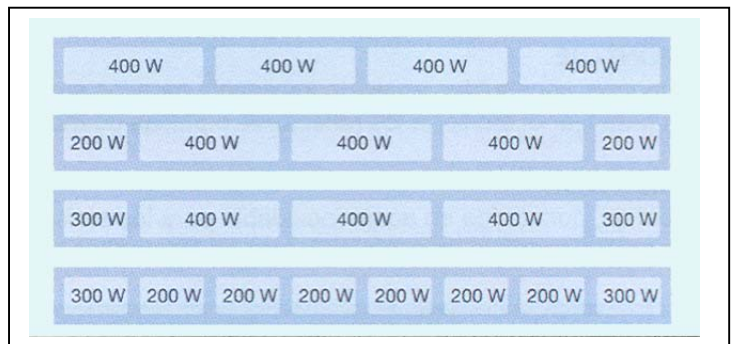 400 W 400 W 400 W 400 W
200 W 400 W 400 W 400 W 200 W
300 W 400 W 400 W 400 W 300 W
300 W 200 W 200 W 200 W 200 W 200 W 200 W 300 W